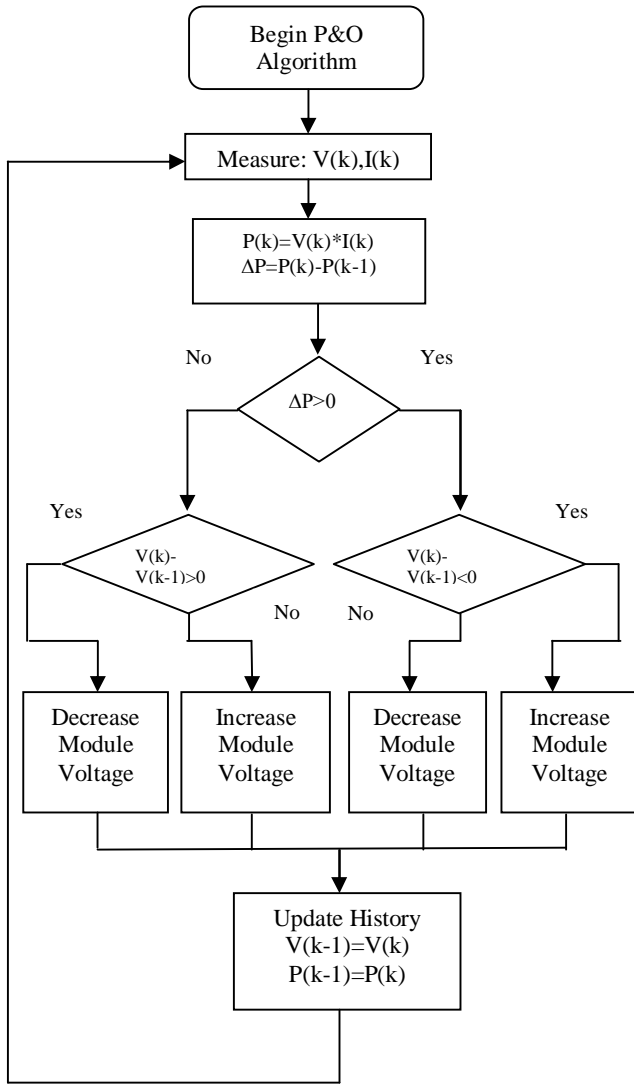 Begin P&O
Algorithm
Measure: V(k),I(k)
P(k)=V(k)*I(k)
ΔP=P(k)-P(k-1)
No
Yes
ΔP>0
Yes
Yes
V(k)-
V(k-1)>0
V(k)-
V(k-1)<0
No
No
Decrease
Module
Voltage
Increase
Module
Voltage
Decrease
Module
Voltage
Increase
Module
Voltage
Update History
V(k-1)=V(k)
P(k-1)=P(k)